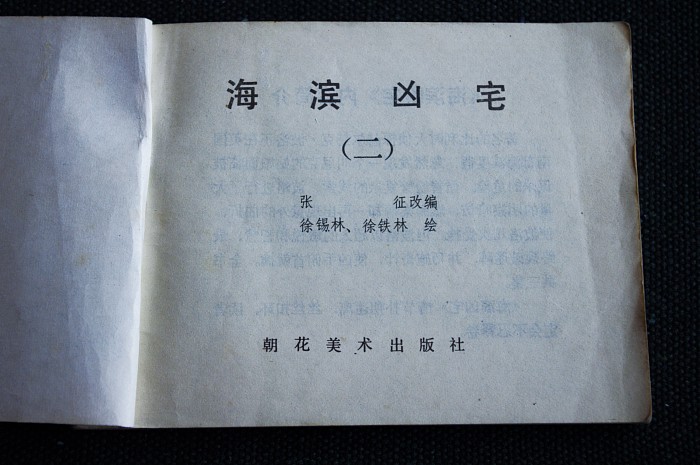 海滨凶宅
（二）
张 征改编
徐锡林、徐铁林 绘
朝花美术出版社